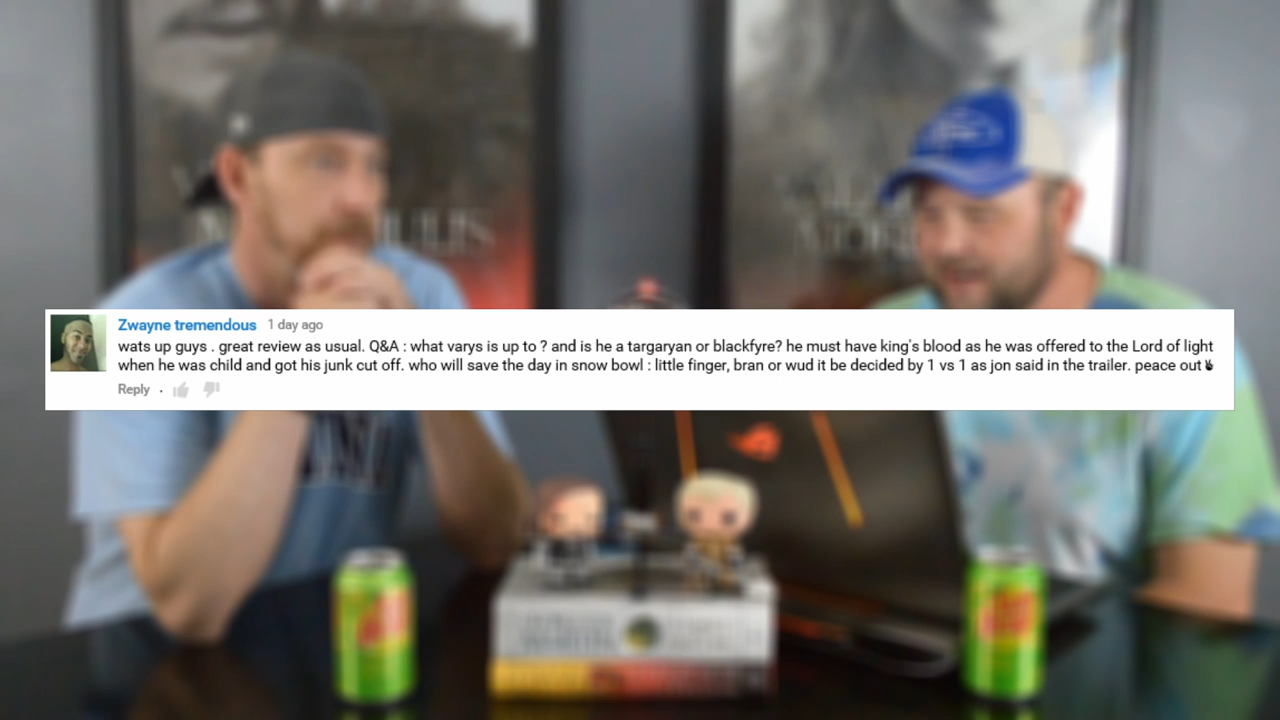 Zwayne tremendous 1 day ago
wats up guys . great review as usual. Q&A : what varys is up to ? and is he a targaryan or blackfyre? he must have king's blood as he was offered to the Lord of light
when he was child and got his junk cut off. who will save the day in snow bowl : little finger, bran or wud it be decided by 1 vs 1 as jon said in the trailer. peace out✌
Reply .